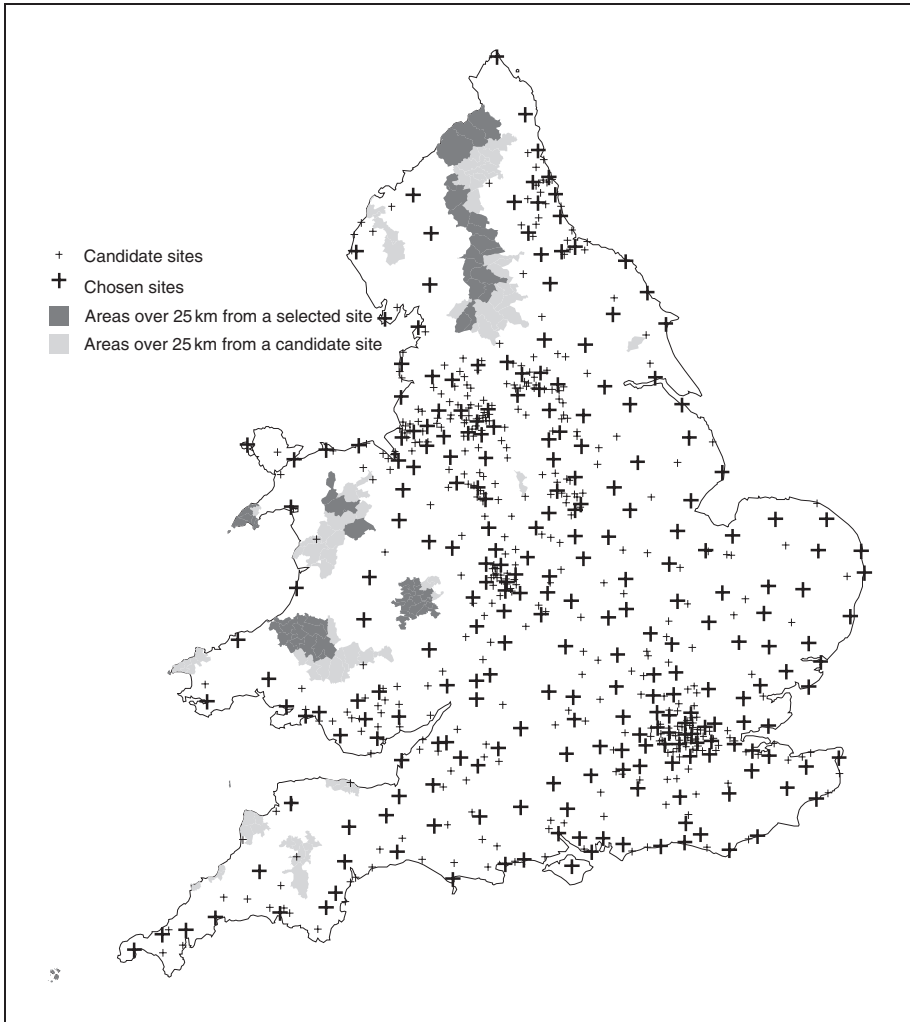 Candidate sites
Chosen sites
Areas over 25 km from a selected site
Areas over 25 km from a candidate site